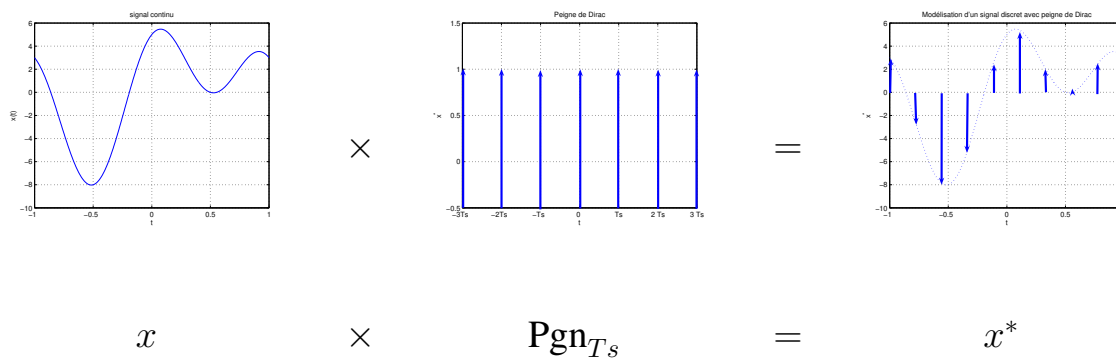 signal continu
6
4
2
0
−2
−4
−6
−8
−10
−1 −0.5 0 0.5 1
t
x(t)
×
Peigne de Dirac
1.5
1
0.5
0
−0.5
−3Ts −2Ts −Ts 0 Ts 2 Ts 3 Ts
t
x*
=
Modélisation d'un signal discret avec peigne de Dirac
6
4
2
0
−2
−4
−6
−8
−10
−1 −0.5 0 0.5
t
x*
x × Pgn_{Ts} = x*